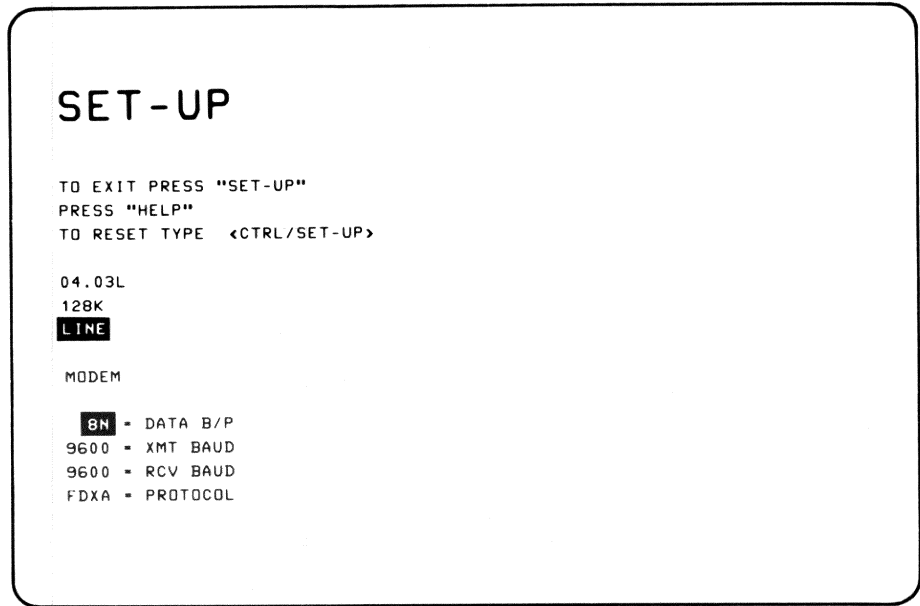 SET-UP
TO EXIT PRESS "SET-UP"
PRESS "HELP"
TO RESET TYPE <CTRL/SET-UP>
04.03L
128K
LINE
MODEM
8N = DATA B/P
9600 = XMT BAUD
9600 = RCV BAUD
FDXA = PROTOCOL